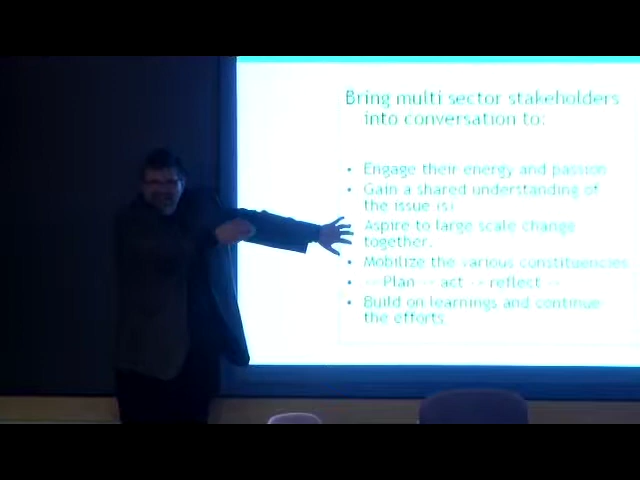 Bring multi sector stakeholders
into conversation to:
• Engage their energy and passion
• Gain a shared understanding of
the issue (s)
Aspire to large scale change
together.
• Mobilize the various constituencies
• -- Plan -- act -- reflect --
• Build on learnings and continue
the efforts